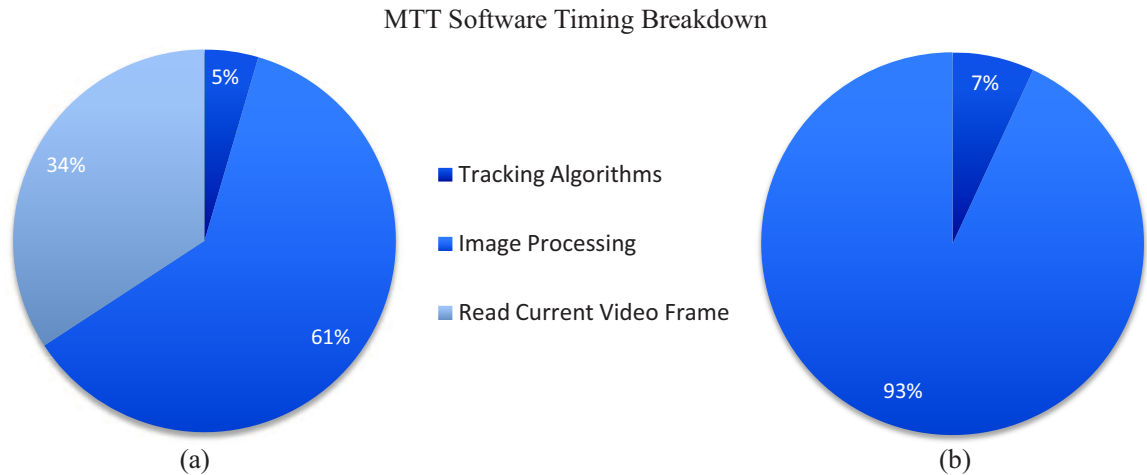 MTT Software Timing Breakdown
5%
34%
61%
(a)
Tracking Algorithms
Image Processing
Read Current Video Frame
7%
93%
(b)